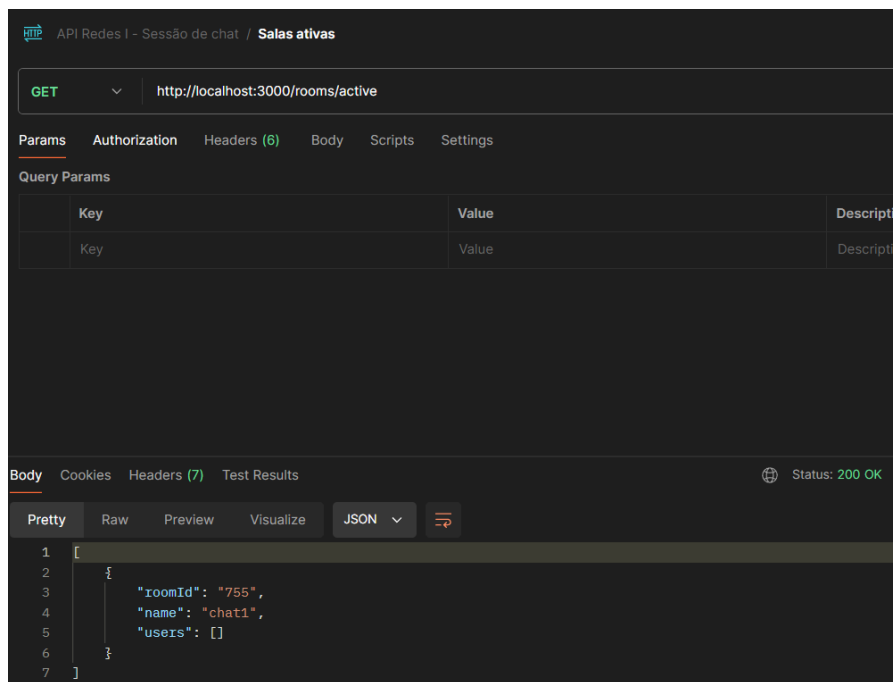 HTTP API Redes I - Sessão de chat / Salas ativas
GET http://localhost:3000/rooms/active
Params Authorization Headers (6) Body Scripts Settings
Query Params
Key Value Descripti
Key Value Descripti
Body Cookies Headers (7) Test Results Status: 200 OK
Pretty Raw Preview Visualize JSON
1 [
2 {
3 "roomId": "755",
4 "name": "chat1",
5 "users": []
6 }
7 ]